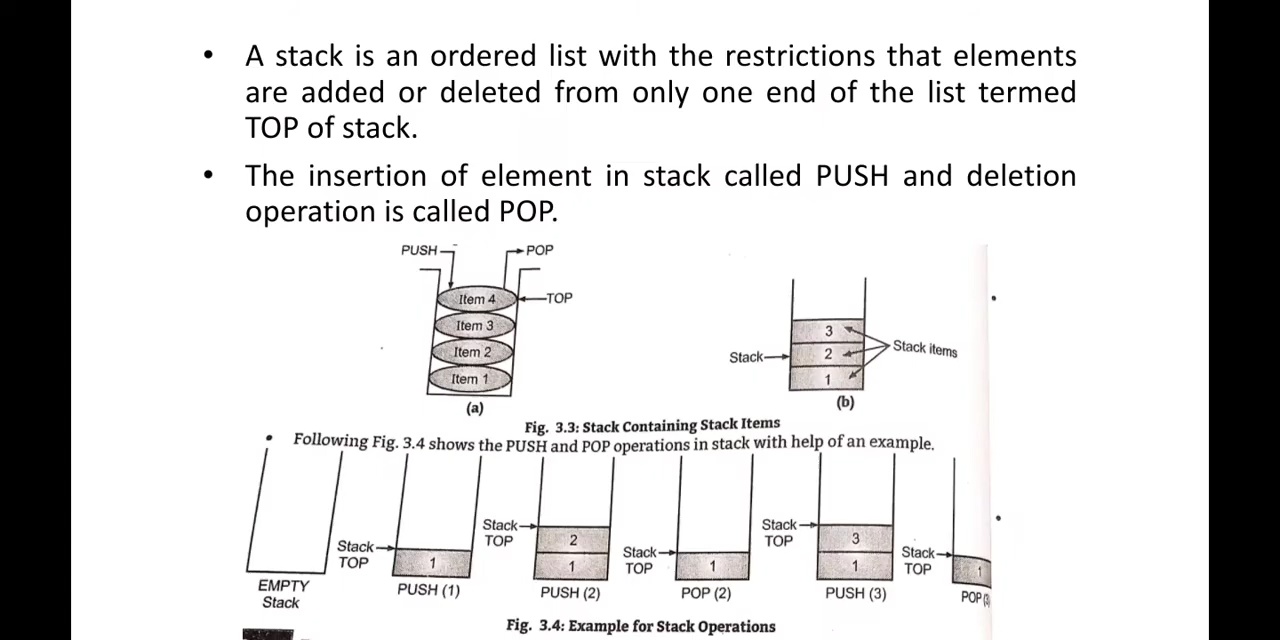 • A stack is an ordered list with the restrictions that elements
are added or deleted from only one end of the list termed
TOP of stack.
• The insertion of element in stack called PUSH and deletion
operation is called POP.
PUSH POP
Item 4 TOP
Item 3
Item 2
Item 1
(a)
3
Stack 2 Stack items
1
(b)
Fig. 3.3: Stack Containing Stack Items
• Following Fig. 3.4 shows the PUSH and POP operations in stack with help of an example.
EMPTY
Stack
Stack
TOP
1
PUSH (1)
Stack
TOP
2
1
PUSH (2)
Stack
TOP
1
POP (2)
Stack
TOP
3
1
PUSH (3)
Stack
TOP
1
POP (3
Fig. 3.4: Example for Stack Operations